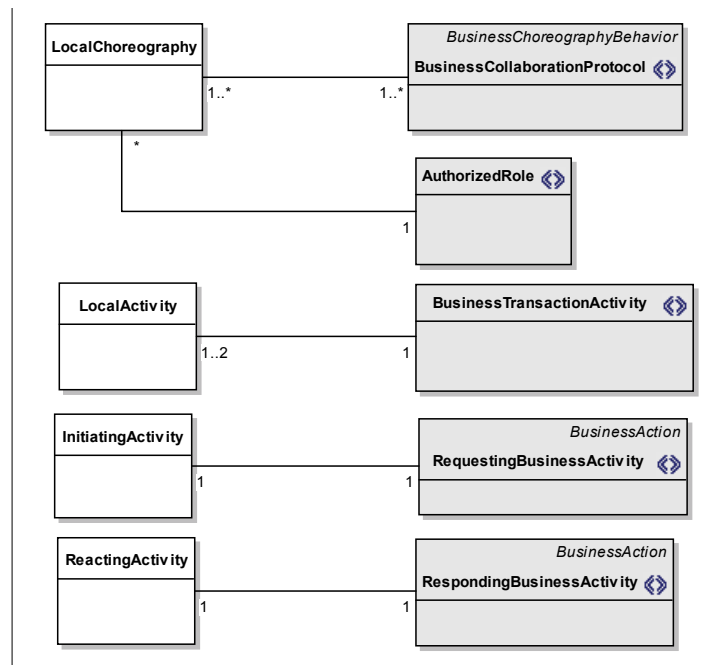 LocalChoreography
BusinessChoreographyBehavior
BusinessCollaborationProtocol
1..*
1..*
*
AuthorizedRole
1
LocalActivity
BusinessTransactionActivity
1..2
1
InitiatingActivity
BusinessAction
RequestingBusinessActivity
1
1
ReactingActivity
BusinessAction
RespondingBusinessActivity
1
1